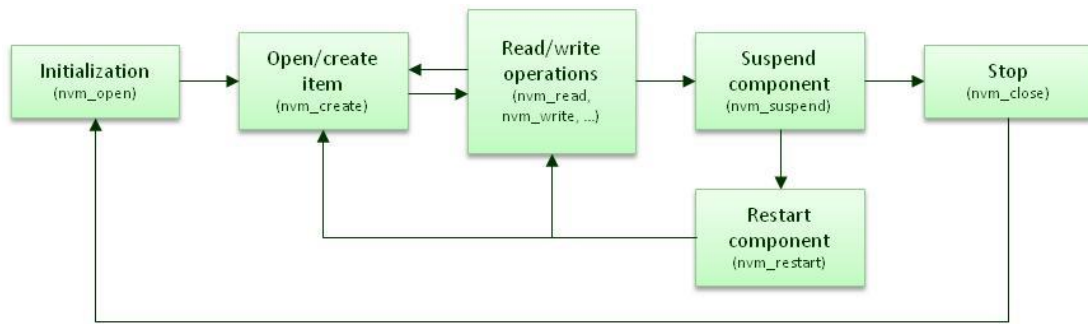 Initialization
(nvm_open)
Open/create
item
(nvm_create)
Read/write
operations
(nvm_read,
nvm_write, ...)
Suspend
component
(nvm_suspend)
Stop
(nvm_close)
Restart
component
(nvm_restart)